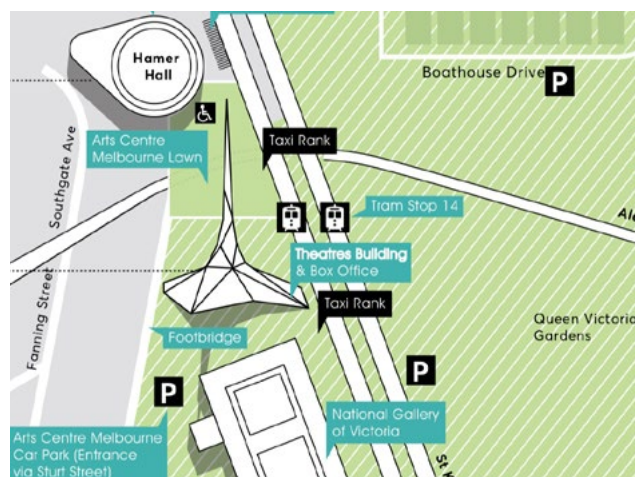 Hamer
Hall
Boathouse Drive
P
Arts Centre
Melbourne Lawn
Taxi Rank
Southgate Ave
Tram Stop 14
Theatres Building
& Box Office
Taxi Rank
Fanning Street
Queen Victoria
Gardens
Footbridge
P
P
National Gallery
of Victoria
Arts Centre Melbourne
Car Park (Entrance
via Sturt Street)
St K